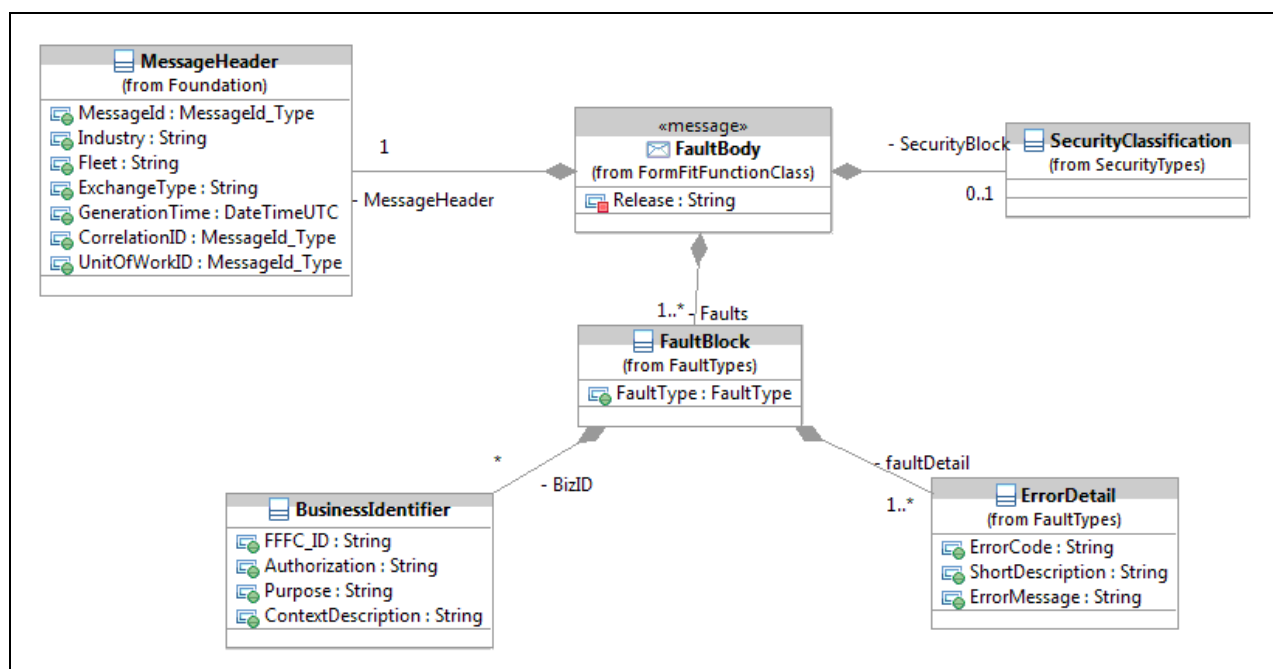 MessageHeader
(from Foundation)
MessageId : MessageId_Type
Industry : String
Fleet : String
ExchangeType : String
GenerationTime : DateTimeUTC
CorrelationID : MessageId_Type
UnitOfWorkID : MessageId_Type
1
- MessageHeader
«message»
FaultBody
(from FormFitFunctionClass)
Release : String
- SecurityBlock
0..1
SecurityClassification
(from SecurityTypes)
1..* - Faults
FaultBlock
(from FaultTypes)
FaultType : FaultType
*
- BizID
- faultDetail
1..*
BusinessIdentifier
FFFC_ID : String
Authorization : String
Purpose : String
ContextDescription : String
ErrorDetail
(from FaultTypes)
ErrorCode : String
ShortDescription : String
ErrorMessage : String